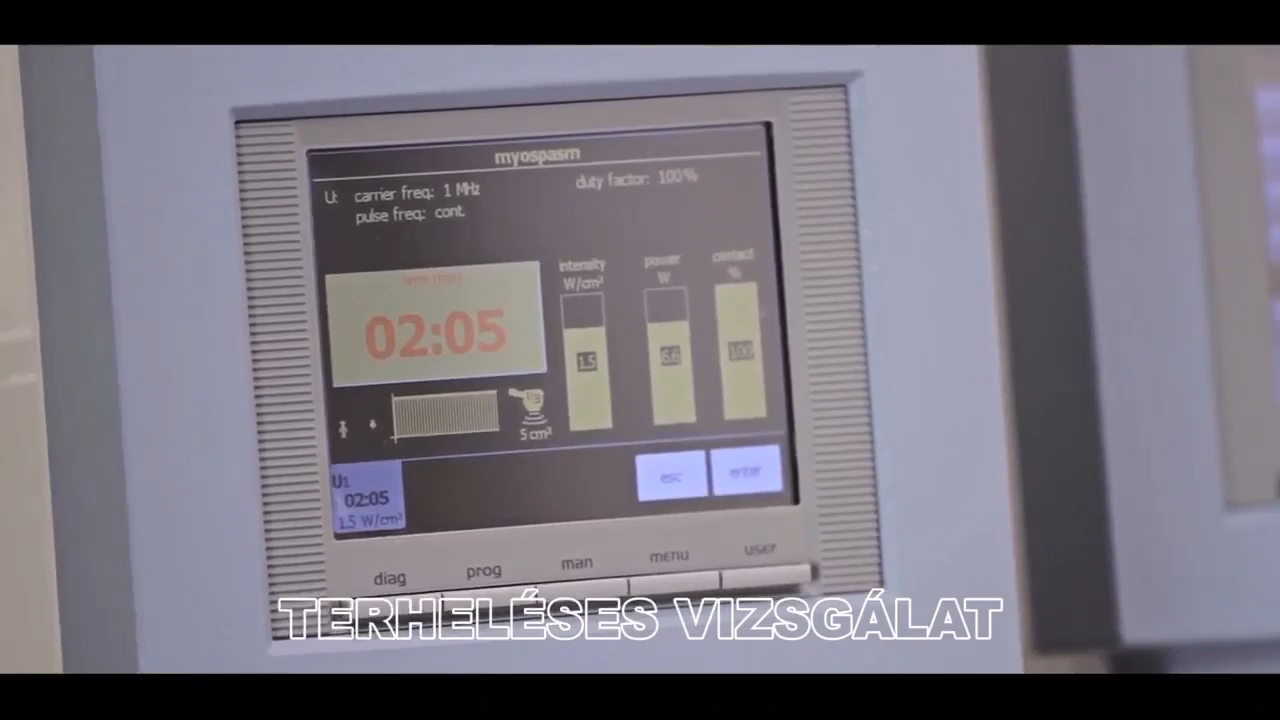 myospasm
U: carrier freq.: 1 MHz
pulse freq.: cont.
duty factor: 100%
intensity
W/cm²
power
W
contact
%
02:05
1.5
6.6
100
1/3
5 cm²
U1
02:05
1.5 W/cm²
esc
enter
diag prog man menu user
TERHELÉSES VIZSGÁLAT